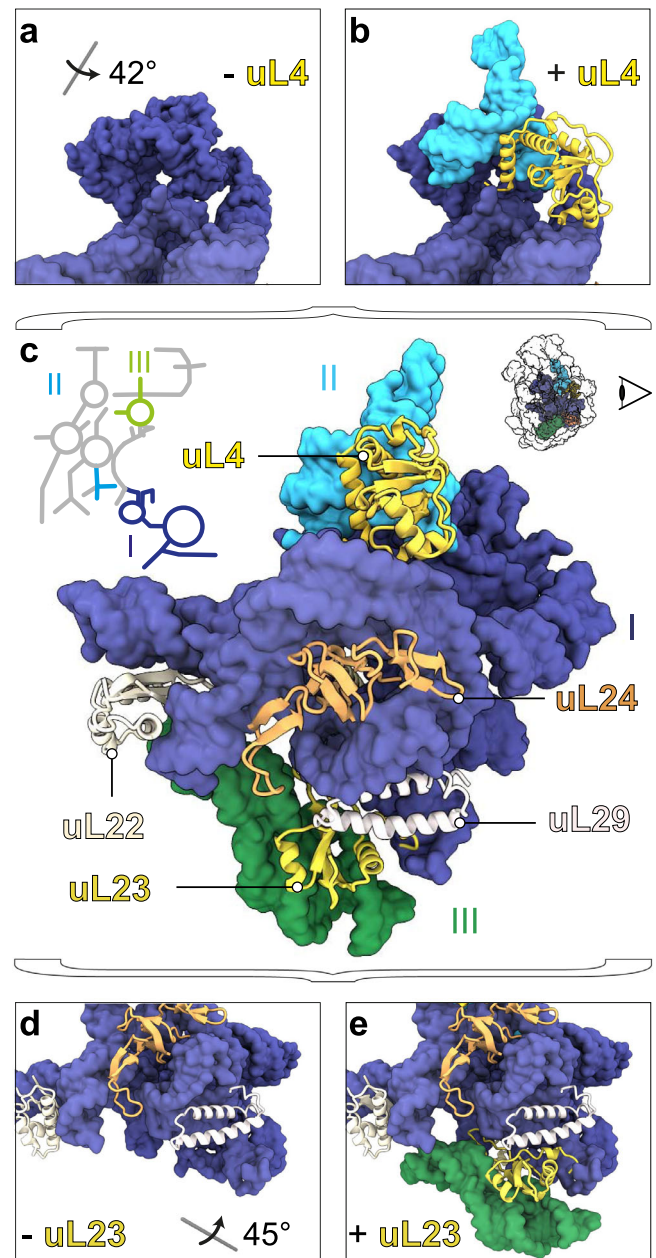 a
42°
- uL4
b
+ uL4
c
II
III
I
II
uL4
I
uL24
uL22
uL29
uL23
III
d
- uL23
45°
e
+ uL23